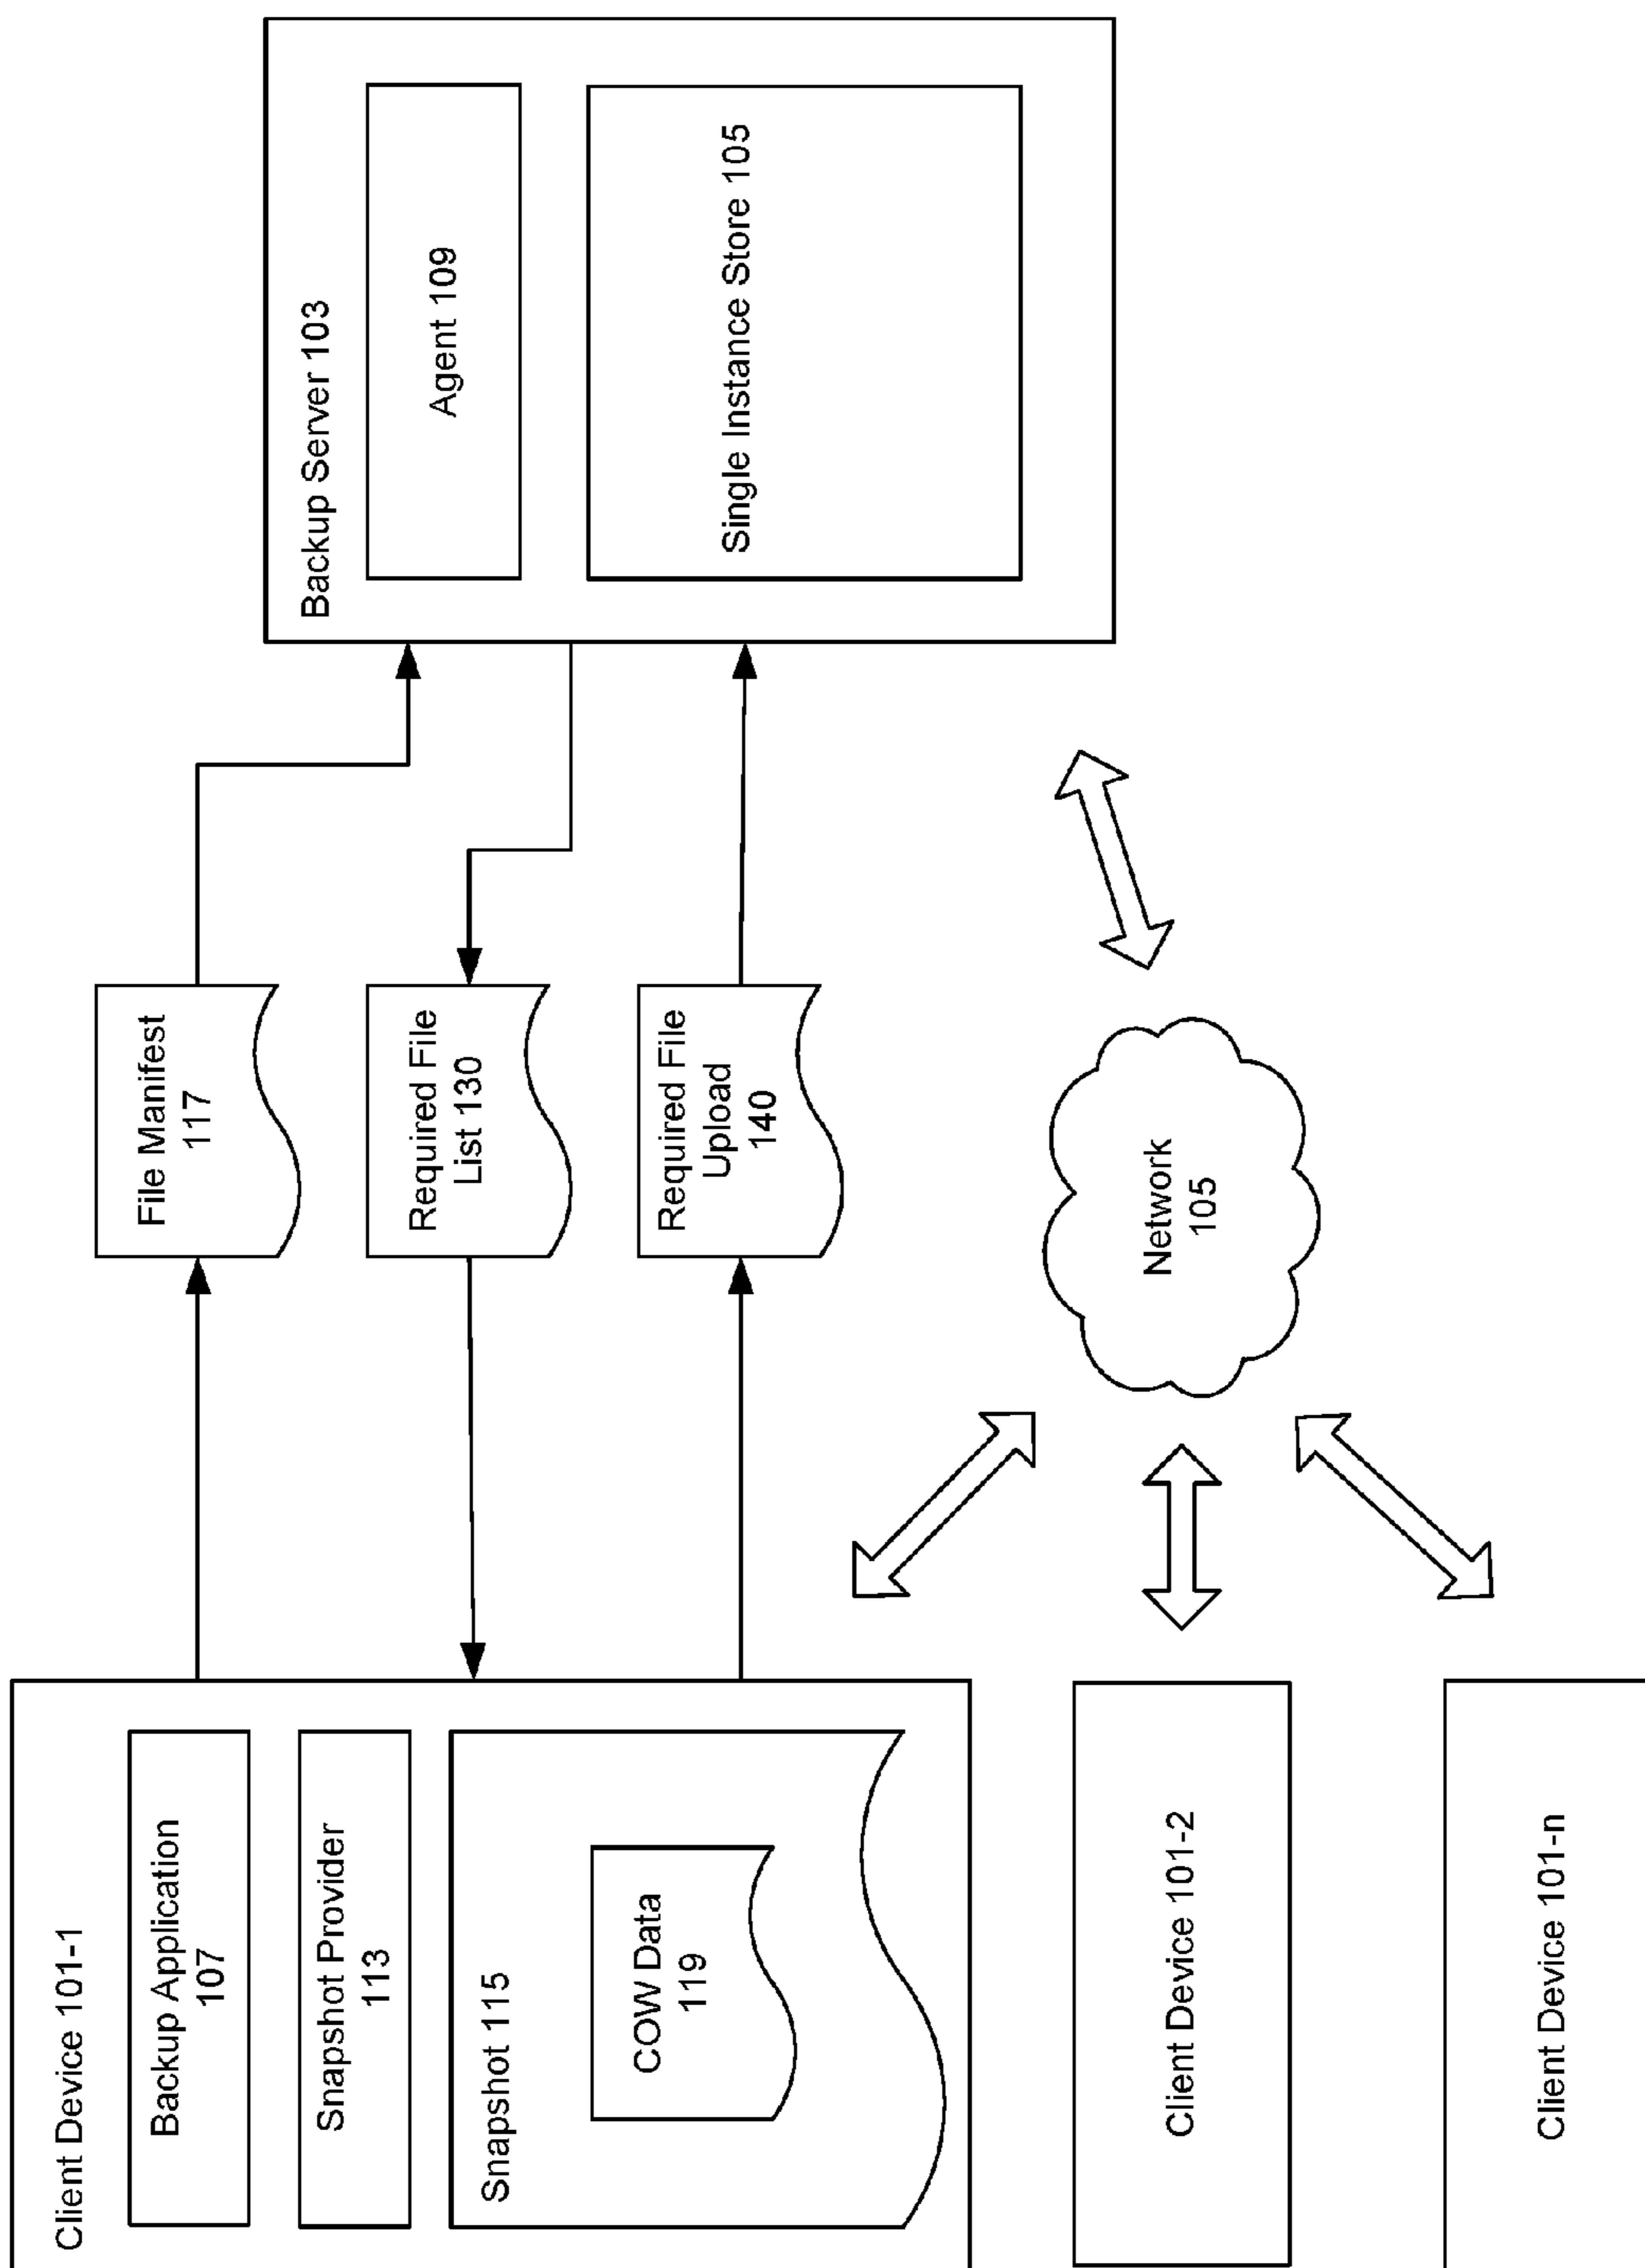 Client Device 101-1
Backup Application
107
Snapshot Provider
113
Snapshot 115
COW Data
119
Client Device 101-2
Client Device 101-n
File Manifest
117
Required File
List 130
Required File
Upload
140
Network
105
Backup Server 103
Agent 109
Single Instance Store 105